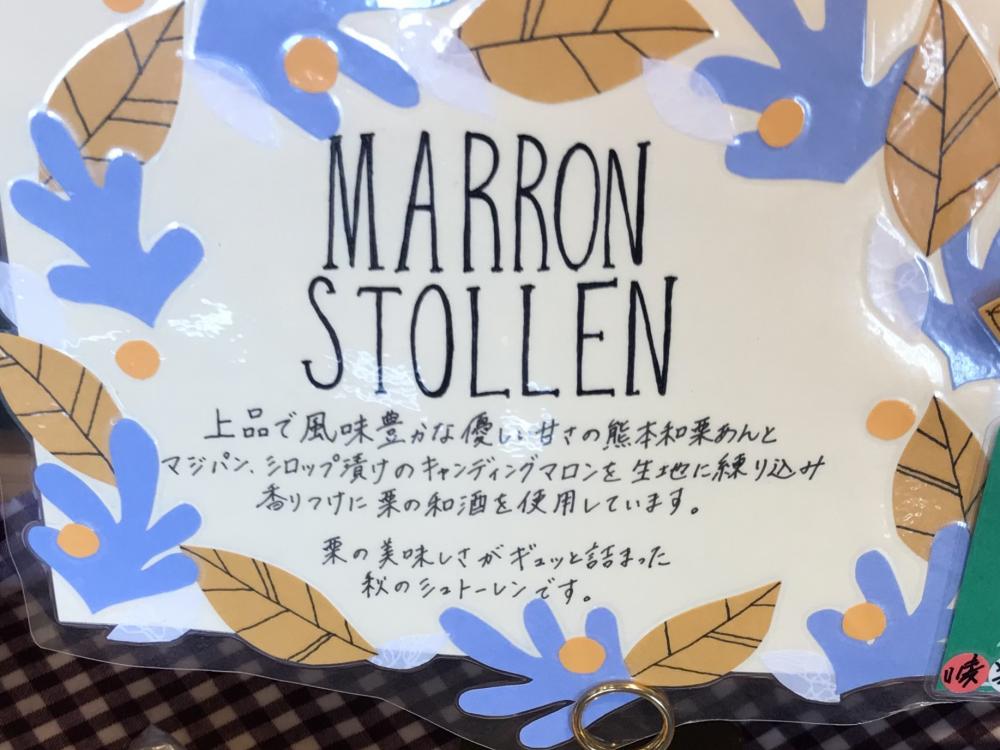 MARRON
STOLLEN
上品で風味豊かな優しい甘さの熊本和栗あんと
マジパン、シロップ漬けのキャンディングマロンを生地に練り込み
香りつけに栗の和酒を使用しています。
栗の美味しさがギュッと詰まった
秋のシュトーレンです。